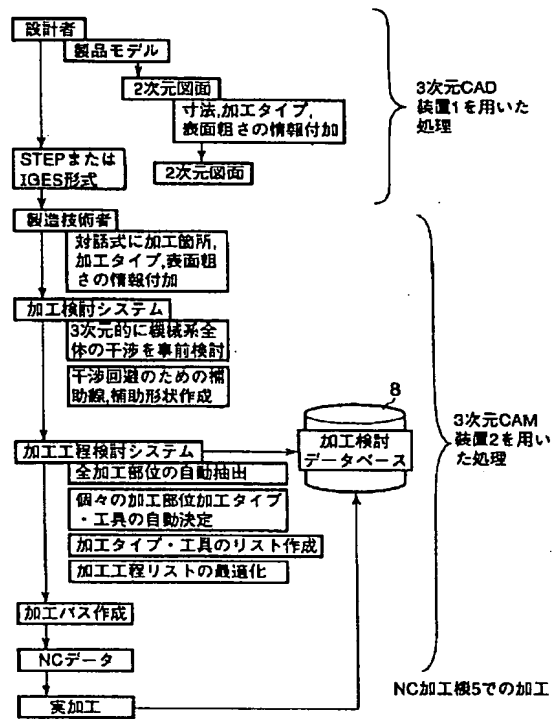 設計者
製品モデル
2次元図面
寸法,加工タイプ,
表面粗さの情報付加
2次元図面
3次元CAD
装置1を用いた
処理
STEPまたは
IGES形式
製造技術者
対話式に加工箇所,
加工タイプ,表面粗
さの情報付加
加工検討システム
3次元的に機械系全
体の干渉を事前検討
干渉回避のための補
助線,補助形状作成
8
加工検討
データベース
3次元CAM
装置2を用い
た処理
加工工程検討システム
全加工部位の自動抽出
個々の加工部位加工タイプ
・工具の自動決定
加工タイプ・工具のリスト作成
加工工程リストの最適化
加工パス作成
NCデータ
実加工
NC加工機5での加工